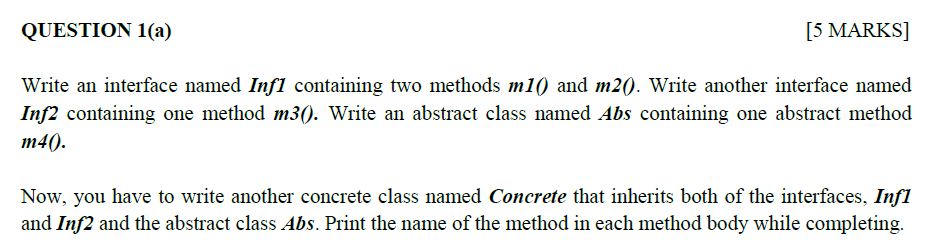 QUESTION 1(a) [5 MARKS]
Write an interface named Inf1 containing two methods m1() and m2(). Write another interface named
Inf2 containing one method m3(). Write an abstract class named Abs containing one abstract method
m4().
Now, you have to write another concrete class named Concrete that inherits both of the interfaces, Inf1
and Inf2 and the abstract class Abs. Print the name of the method in each method body while completing.